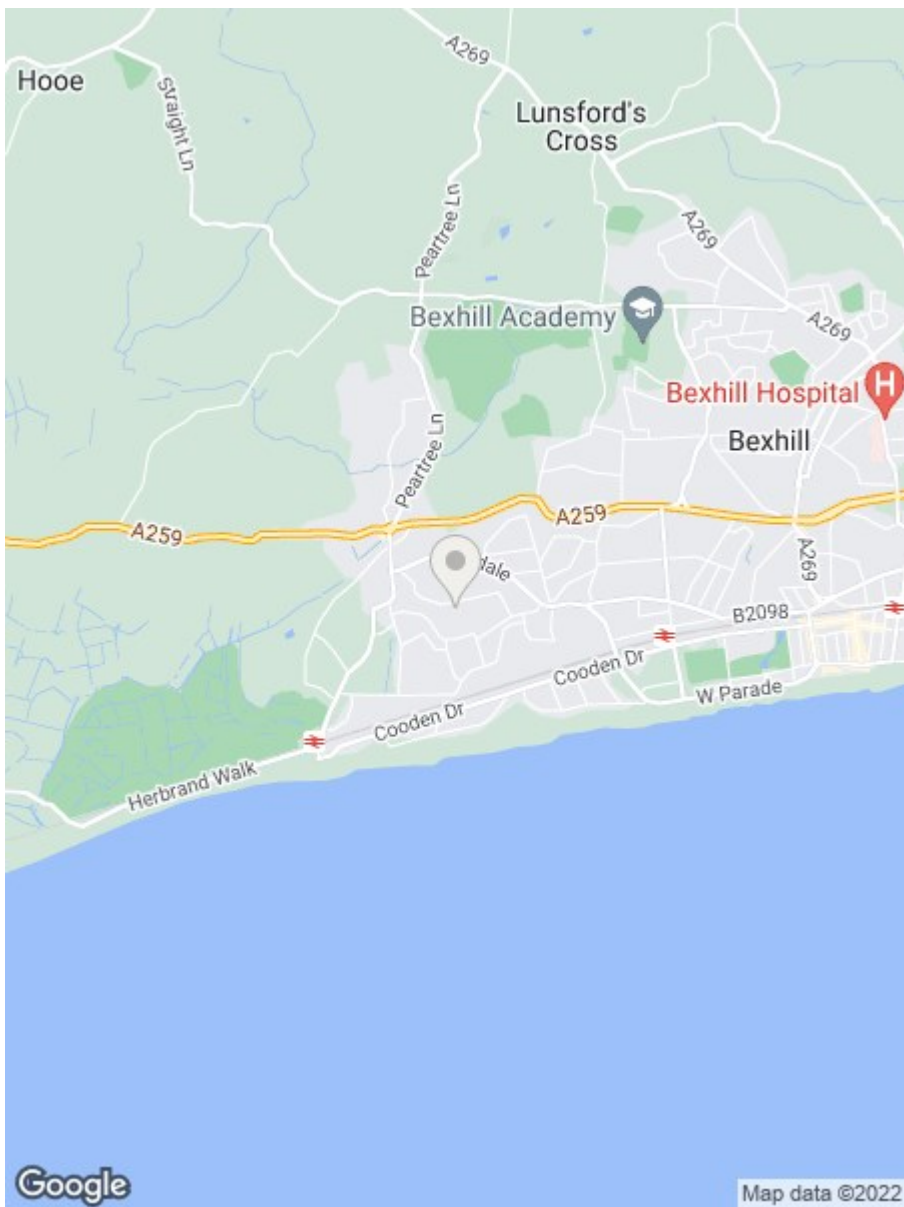 A269
Hooe
Straight Ln
Lunsford's
Cross
Peartree Ln
A269
Bexhill Academy
A269
Bexhill Hospital
H
Bexhill
Peartree Ln
A259
A259
dale
A269
B2098
Cooden Dr
W Parade
Cooden Dr
Herbrand Walk
Google
Map data ©2022